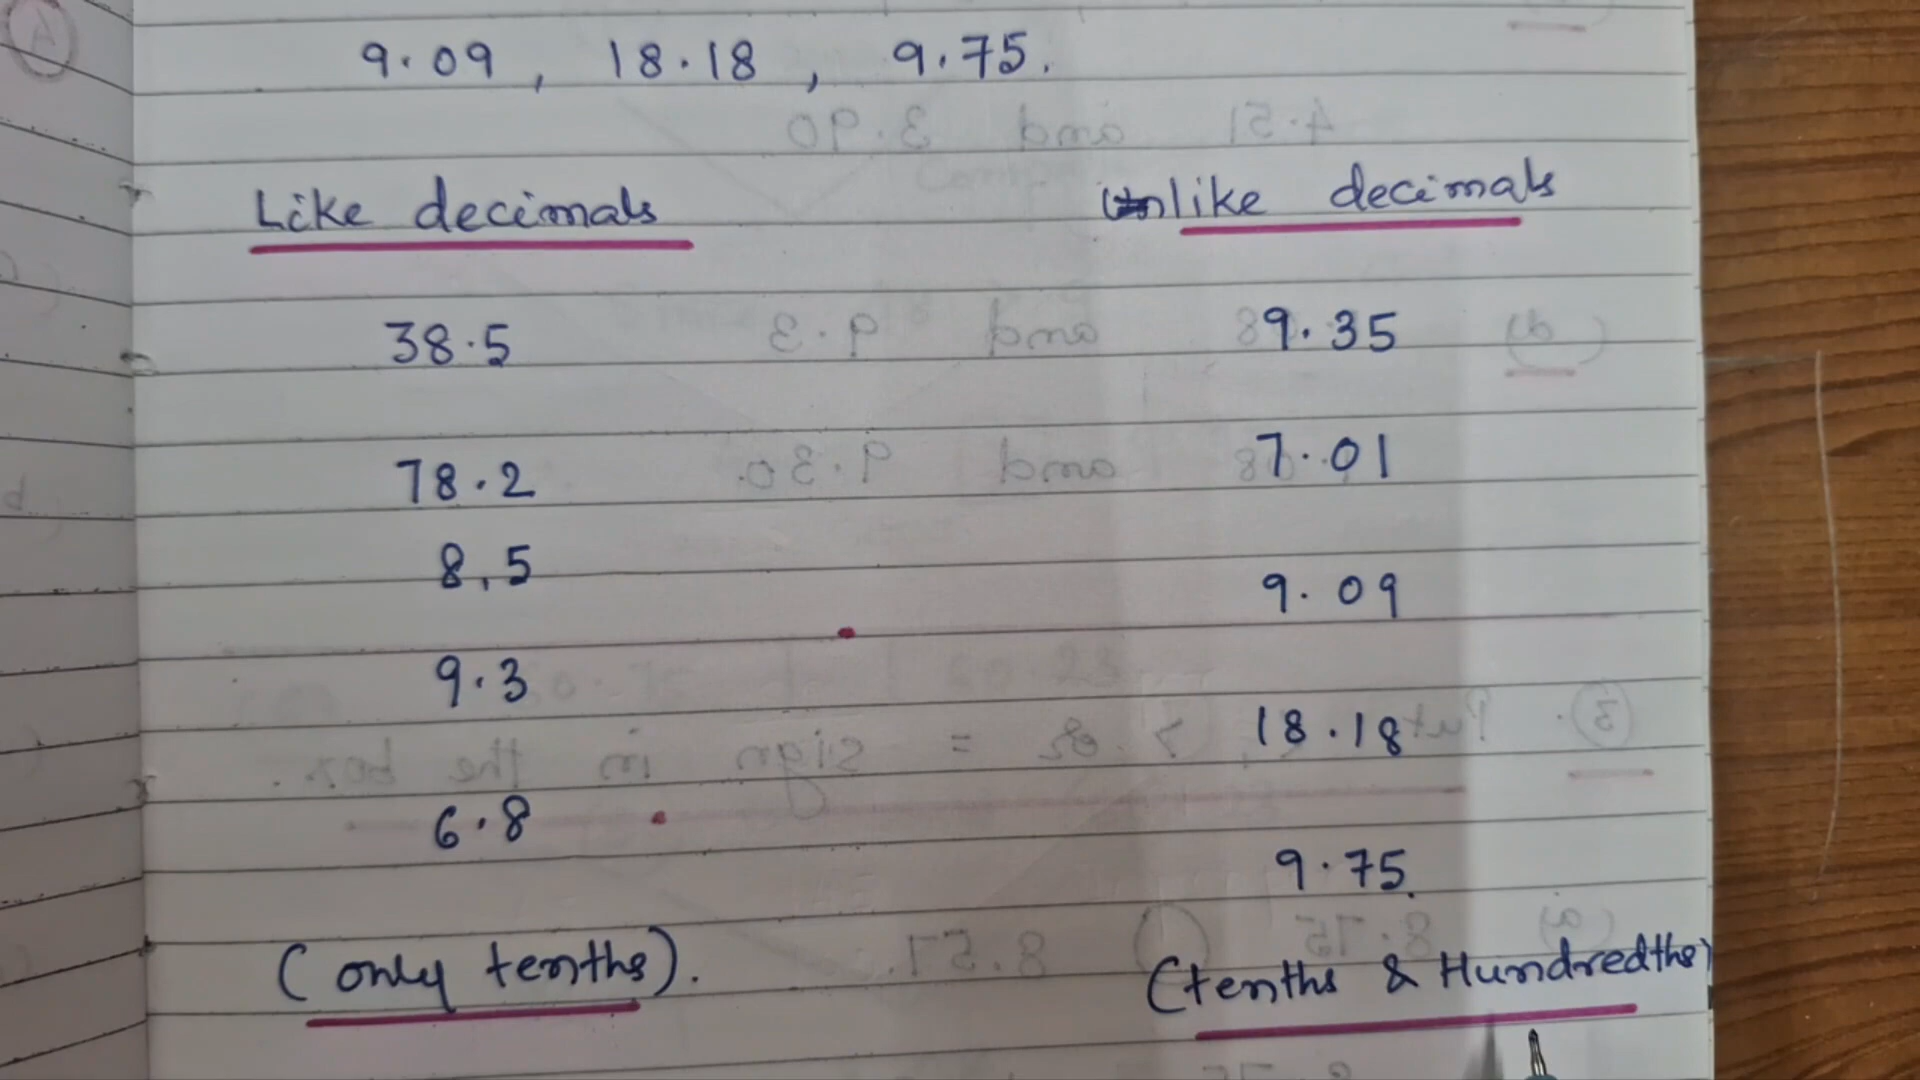 9.09, 18.18, 9.75.
Like decimals Unlike decimals
38.5 9.35
78.2 7.01
8.5 9.09
9.3 18.18
6.8 9.75.
(only tenths). (tenths & Hundredths)